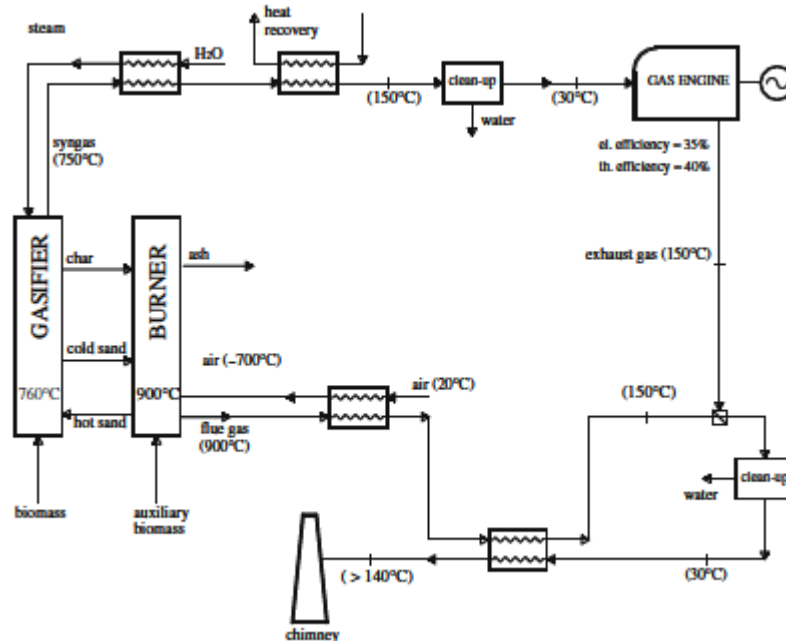 heat
recovery
steam
H₂O
(150°C)
clean-up
(30°C)
GAS ENGINE
water
el. efficiency = 35%
th. efficiency = 40%
syngas
(750°C)
exhaust gas (150°C)
GASIFIER
BURNER
char
ash
cold sand
air (~700°C)
760°C
900°C
air (20°C)
hot sand
flue gas
(900°C)
(150°C)
clean-up
water
biomass
auxiliary
biomass
(30°C)
( > 140°C)
chimney